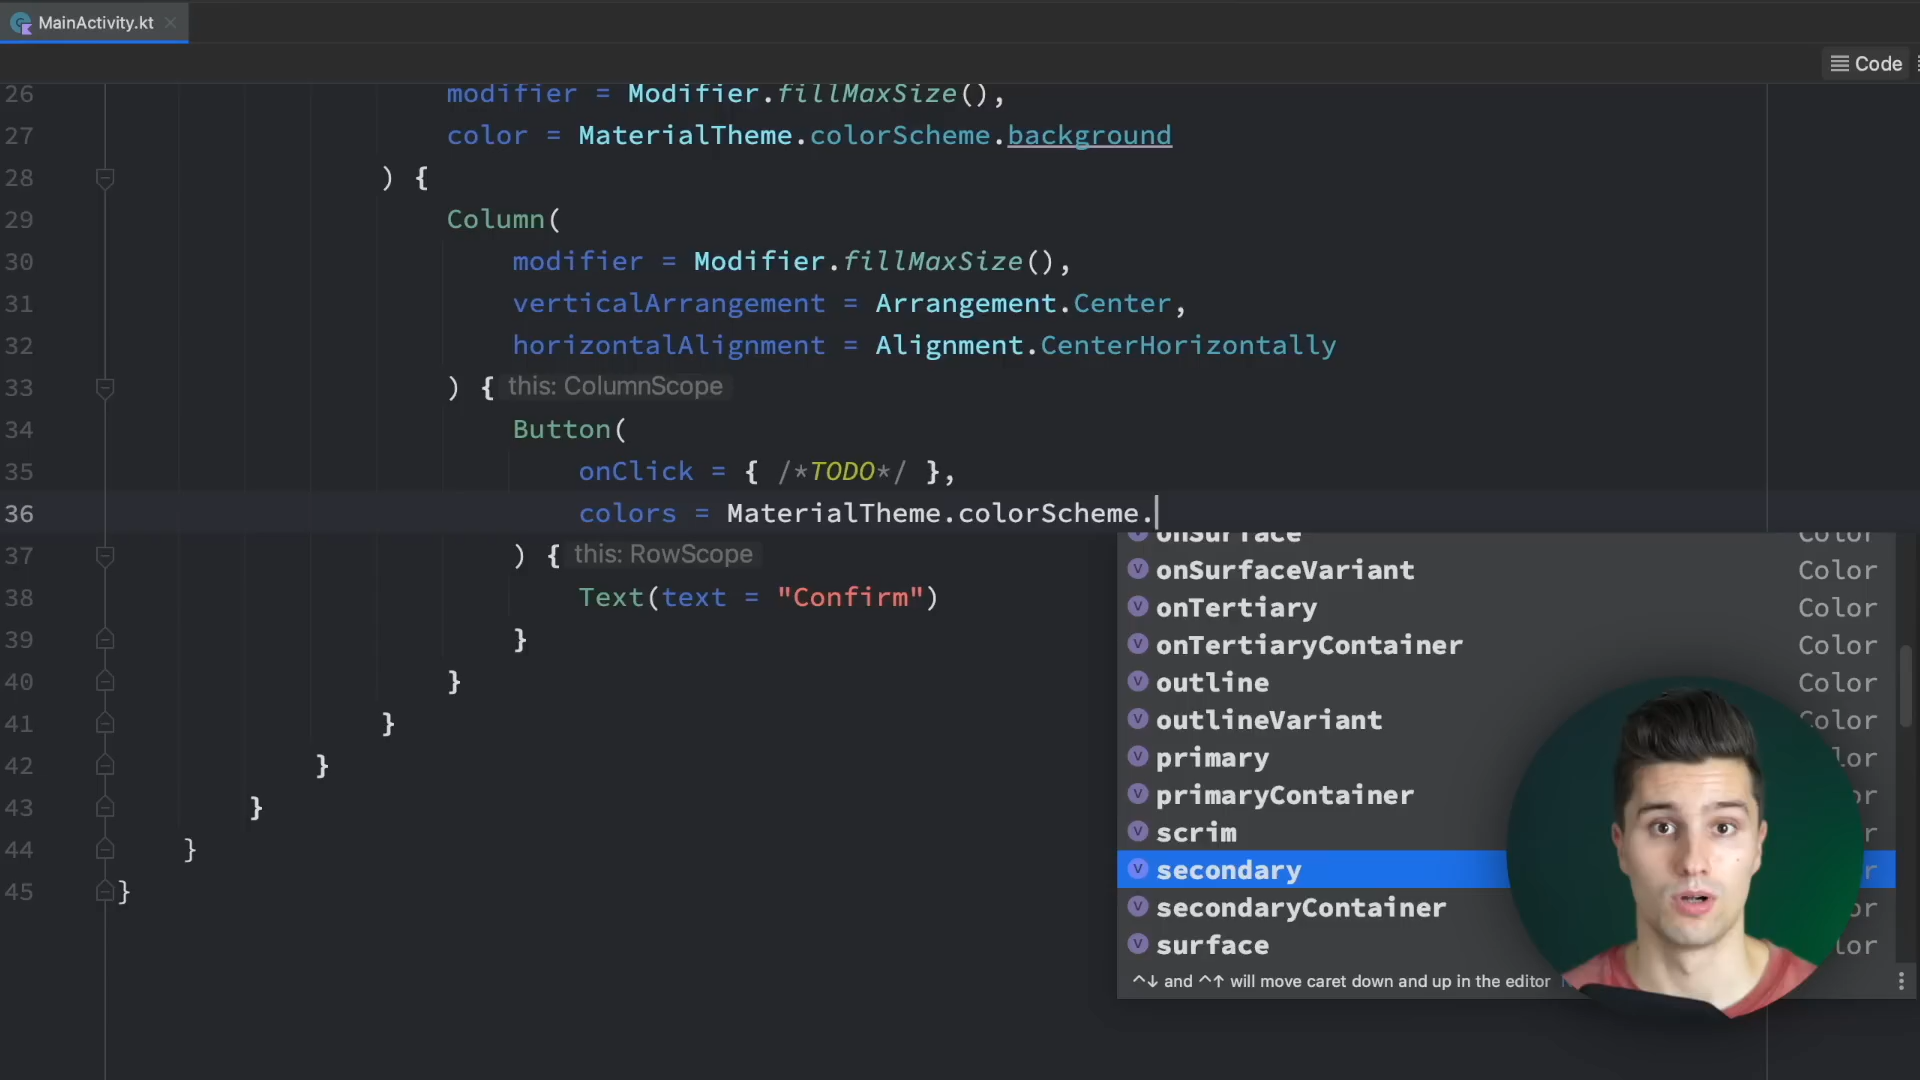 MainActivity.kt
Code
26 modifier = Modifier.fillMaxSize(),
27 color = MaterialTheme.colorScheme.background
28 ) {
29 Column(
30 modifier = Modifier.fillMaxSize(),
31 verticalArrangement = Arrangement.Center,
32 horizontalAlignment = Alignment.CenterHorizontally
33 ) { this: ColumnScope
34 Button(
35 onClick = { /*TODO*/ },
36 colors = MaterialTheme.colorScheme.
37 ) { this: RowScope
38 Text(text = "Confirm")
39 }
40 }
41 }
42 }
43 }
44 }
45 }
onSurface Color
onSurfaceVariant Color
onTertiary Color
onTertiaryContainer Color
outline Color
outlineVariant Color
primary
primaryContainer
scrim
secondary
secondaryContainer
surface
^↓ and ^↑ will move caret down and up in the editor